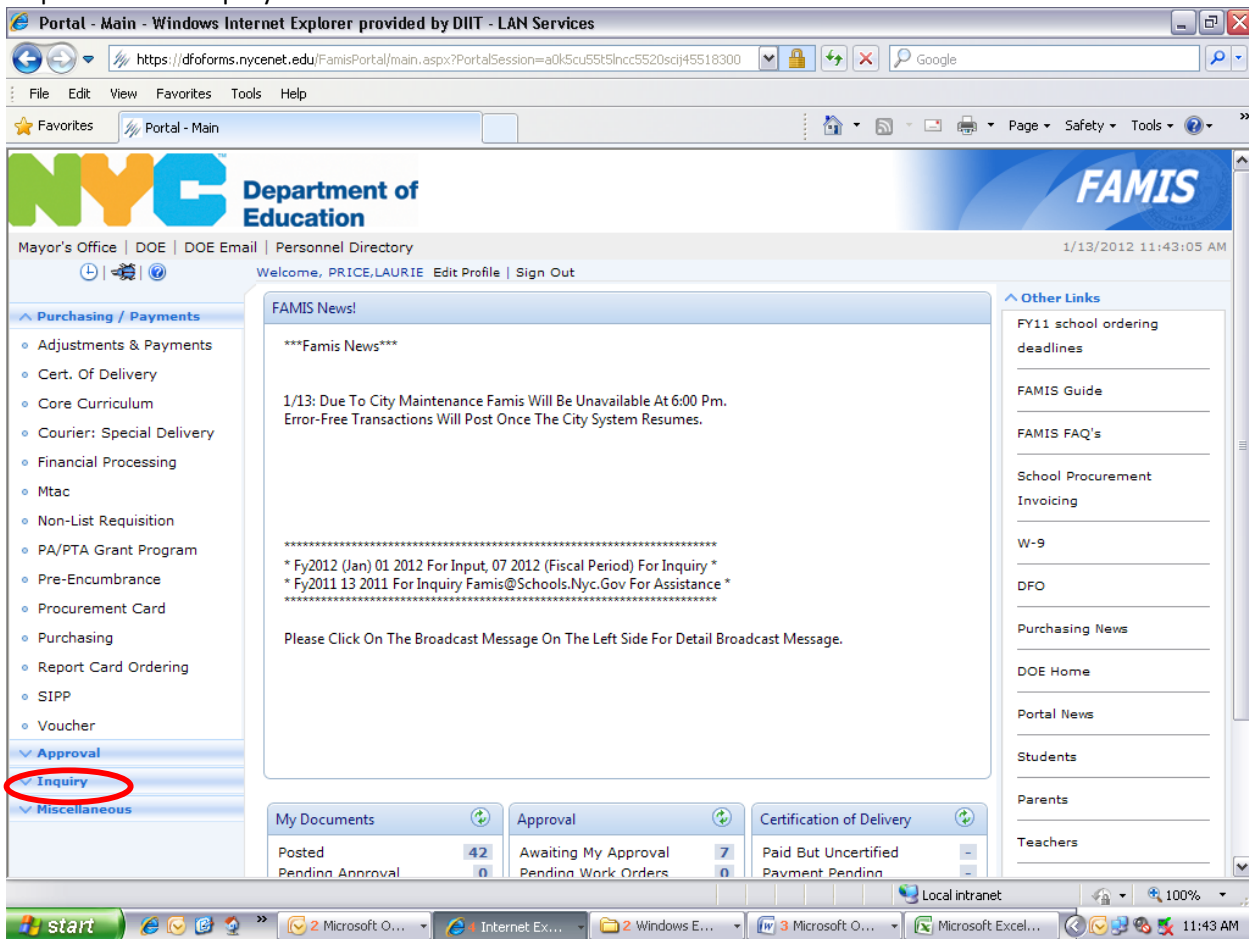 Portal - Main - Windows Internet Explorer provided by DIIT - LAN Services
https://dfoforms.nycenet.edu/FamisPortal/main.aspx?PortalSession=a0k5cu55t5lncc5520scij45518300
Google
File Edit View Favorites Tools Help
Favorites Portal - Main Page Safety Tools
NYC Department of
Education
FAMIS
Mayor's Office | DOE | DOE Email | Personnel Directory 1/13/2012 11:43:05 AM
Welcome, PRICE,LAURIE Edit Profile | Sign Out
Purchasing / Payments
Adjustments & Payments
Cert. Of Delivery
Core Curriculum
Courier: Special Delivery
Financial Processing
Mtac
Non-List Requisition
PA/PTA Grant Program
Pre-Encumbrance
Procurement Card
Purchasing
Report Card Ordering
SIPP
Voucher
Approval
Inquiry
Miscellaneous
FAMIS News!
***Famis News***
1/13: Due To City Maintenance Famis Will Be Unavailable At 6:00 Pm.
Error-Free Transactions Will Post Once The City System Resumes.
***********************************************************************
* Fy2012 (Jan) 01 2012 For Input, 07 2012 (Fiscal Period) For Inquiry *
* Fy2011 13 2011 For Inquiry Famis@Schools.Nyc.Gov For Assistance *
***********************************************************************
Please Click On The Broadcast Message On The Left Side For Detail Broadcast Message.
My Documents
Posted 42
Pending Approval 0
Approval
Awaiting My Approval 7
Pending Work Orders 0
Certification of Delivery
Paid But Uncertified -
Payment Pending -
Other Links
FY11 school ordering
deadlines
FAMIS Guide
FAMIS FAQ's
School Procurement
Invoicing
W-9
DFO
Purchasing News
DOE Home
Portal News
Students
Parents
Teachers
Local intranet 100%
start 2 Microsoft O... 4 Internet Ex... 2 Windows E... 3 Microsoft O... Microsoft Excel... 11:43 AM